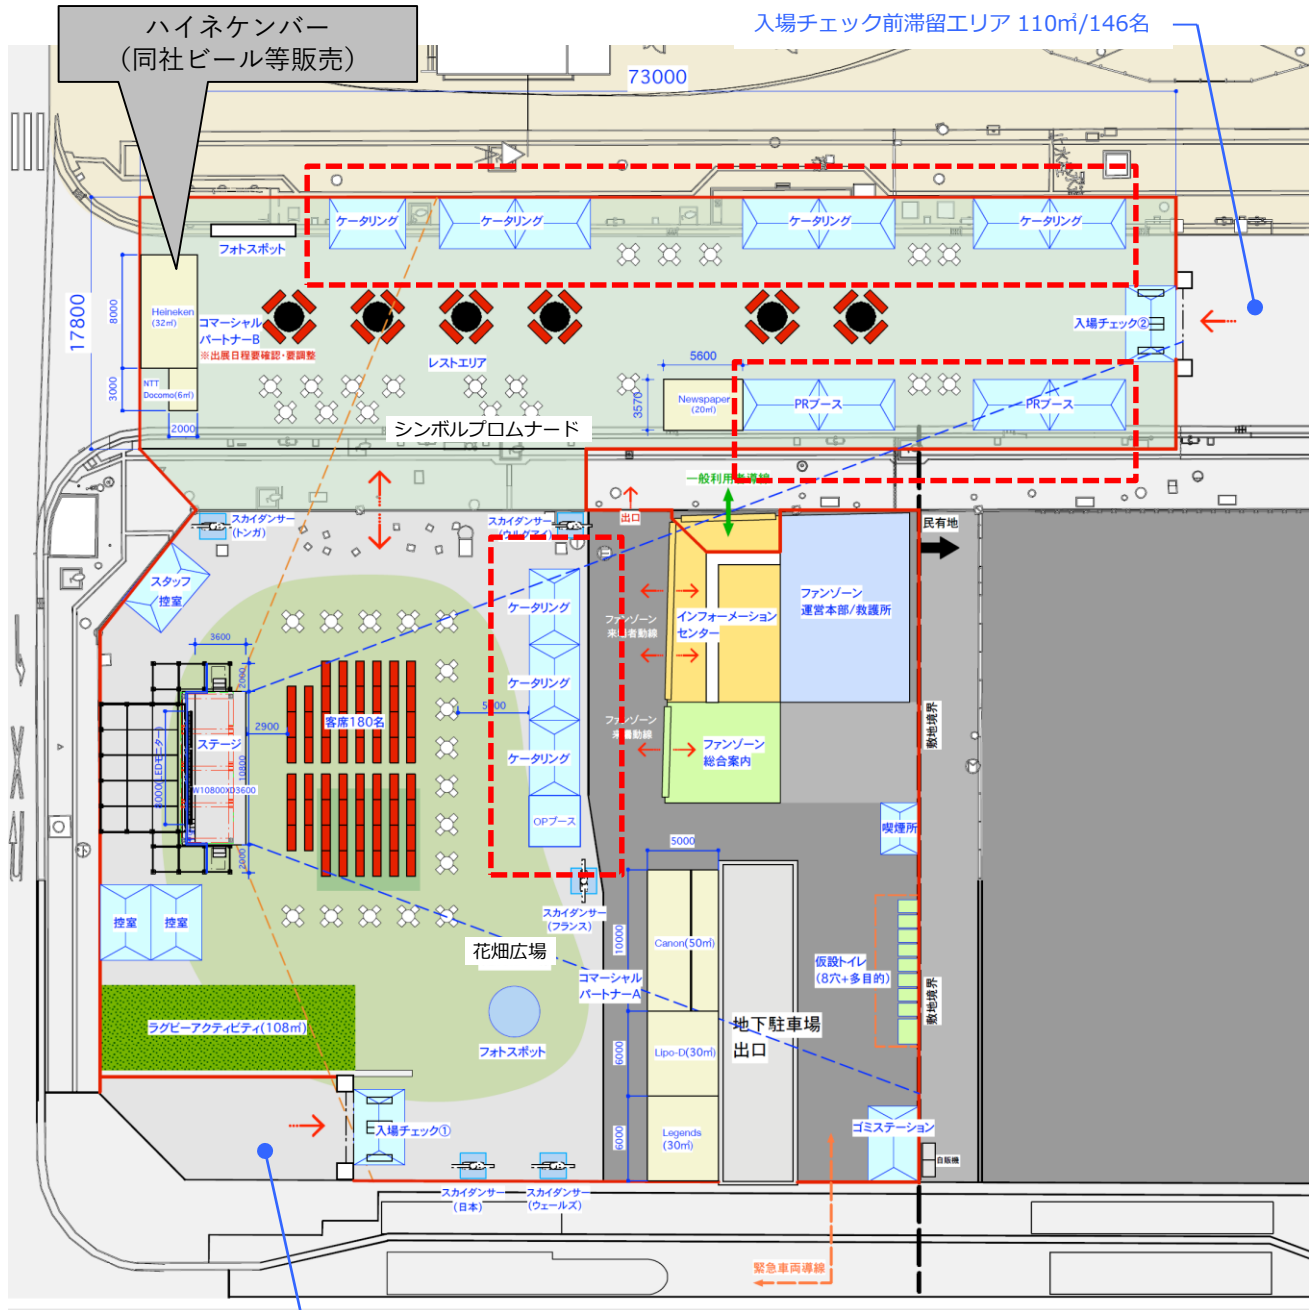 ハイネケンバー
（同社ビール等販売）
入場チェック前滞留エリア 110㎡/146名
73000
17800
ケータリング
ケータリング
ケータリング
ケータリング
フォトスポット
8000
Heineken
(32㎡)
コマーシャル
パートナーB
※出展日程要確認・要調整
入場チェック②
レストエリア
3000
NTT
Docomo(6㎡)
2000
5600
3570
Newspaper
(20㎡)
PRブース
PRブース
シンボルプロムナード
一般利用者導線
出口
スカイダンサー
(トンガ)
スカイダンサー
(ウルグアイ)
民有地
スタッフ
控室
ケータリング
ファンゾーン
来場者動線
インフォーメーション
センター
ファンゾーン
運営本部/救護所
3600
2000
2900
客席180名
ケータリング
敷地境界
ステージ
8000(LEDモニター)
10800
W10800XD3600
ケータリング
ファンゾーン
来場動線
ファンゾーン
総合案内
OPブース
喫煙所
2000
5000
控室
控室
スカイダンサー
(フランス)
10000
Canon(50㎡)
花畑広場
コマーシャル
パートナーA
仮設トイレ
(8穴+多目的)
敷地境界
ラグビーアクティビティ(108㎡)
フォトスポット
地下駐車場
出口
6000
Lipo-D(30㎡)
入場チェック①
6000
Legends
(30㎡)
ゴミステーション
自販機
スカイダンサー
(日本)
スカイダンサー
(ウェールズ)
緊急車両導線